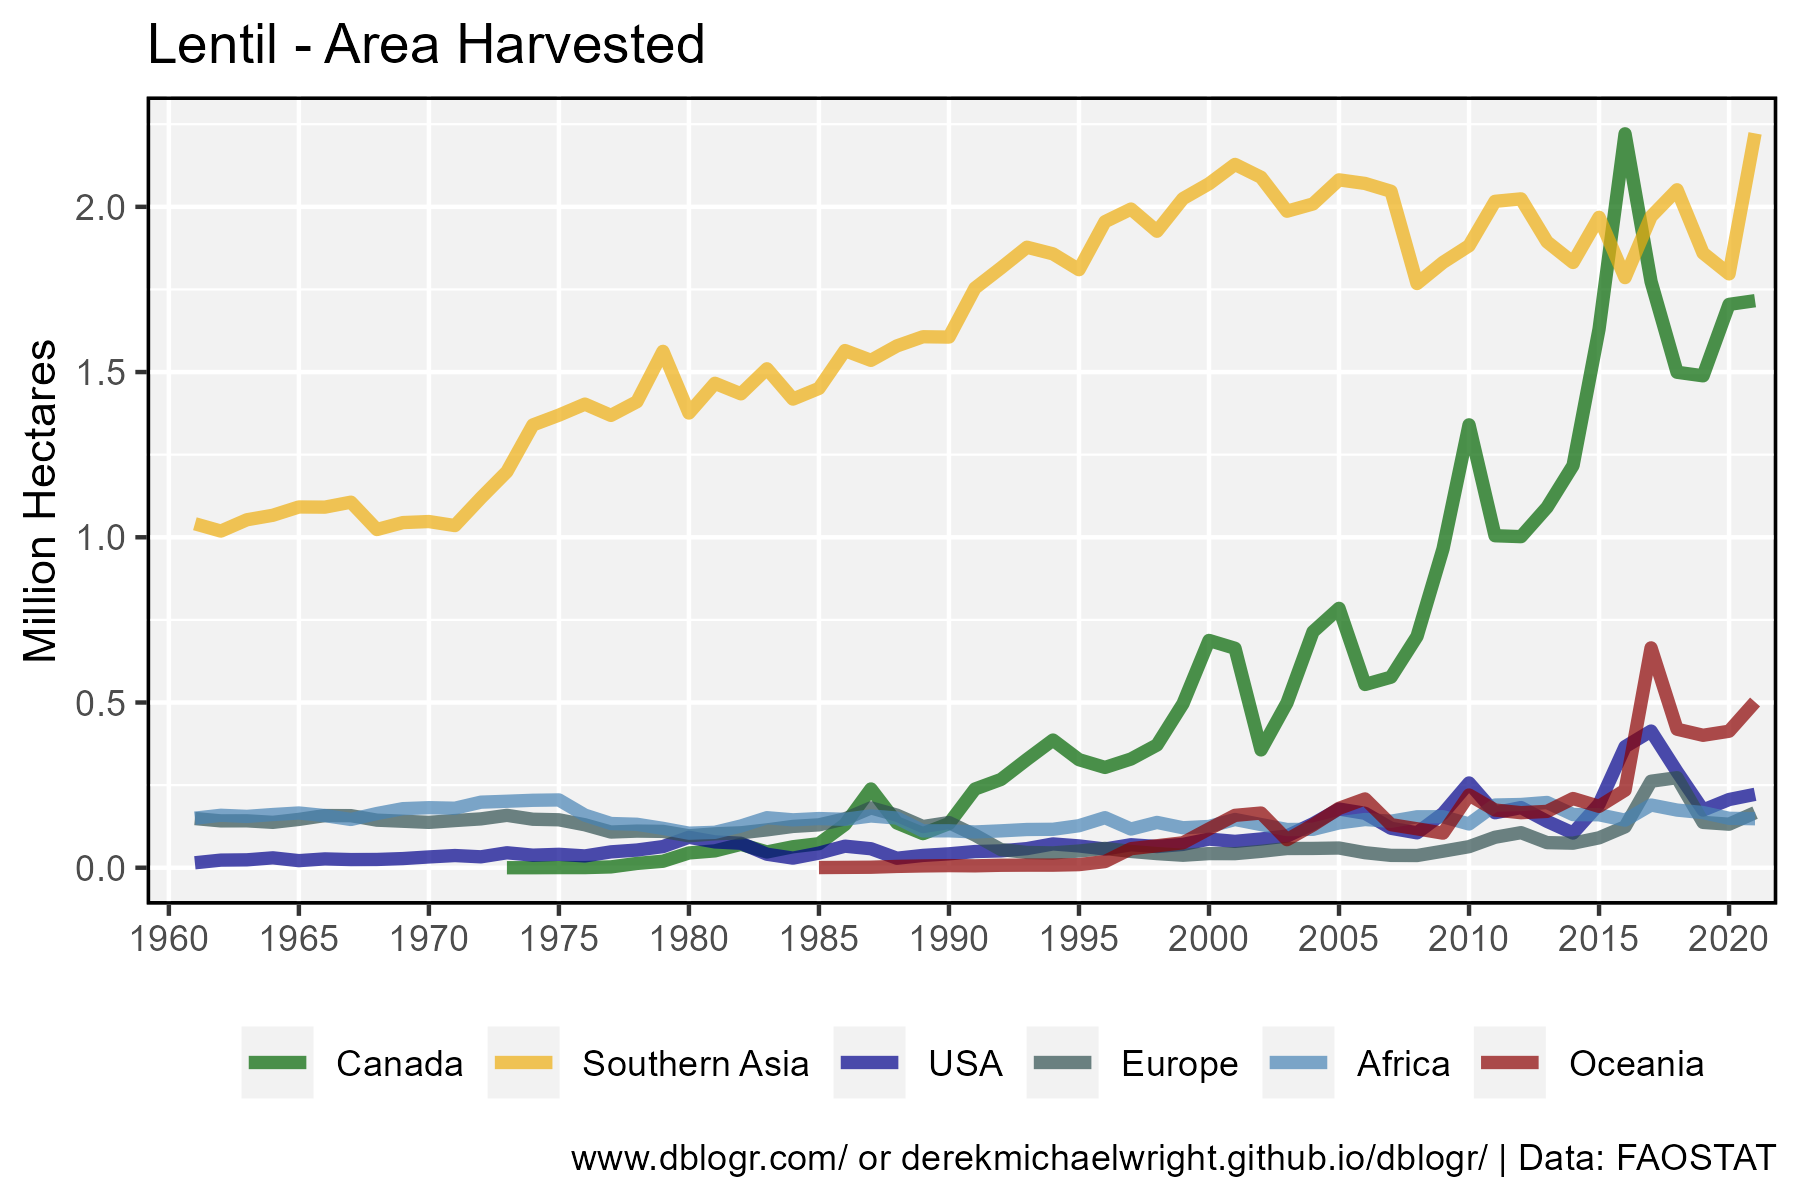 Lentil - Area Harvested
Million Hectares
2.0
1.5
1.0
0.5
0.0
1960 1965 1970 1975 1980 1985 1990 1995 2000 2005 2010 2015 2020
Canada Southern Asia USA Europe Africa Oceania
www.dblogr.com/ or derekmichaelwright.github.io/dblogr/ | Data: FAOSTAT